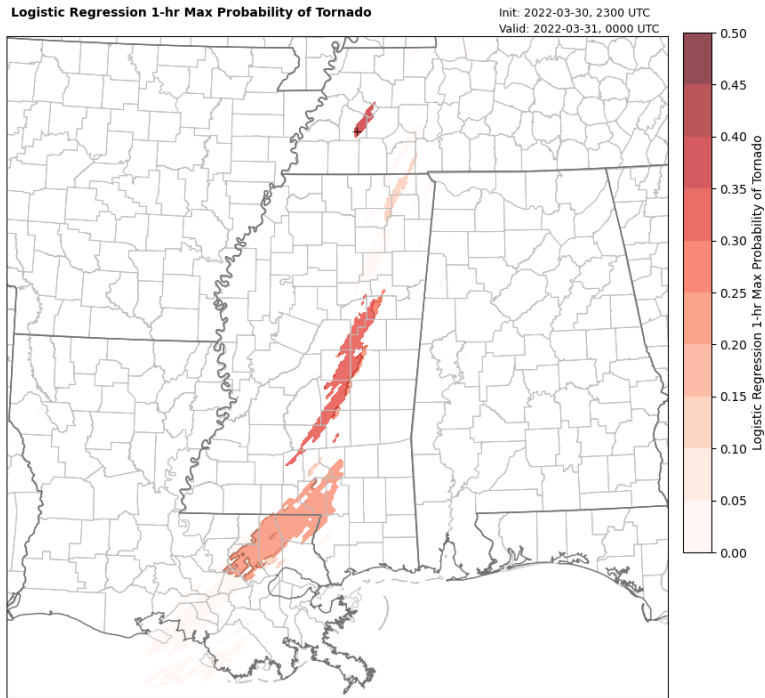 Logistic Regression 1-hr Max Probability of Tornado
Init: 2022-03-30, 2300 UTC
Valid: 2022-03-31, 0000 UTC
0.50
0.45
0.40
0.35
0.30
0.25
0.20
0.15
0.10
0.05
0.00
Logistic Regression 1-hr Max Probability of Tornado